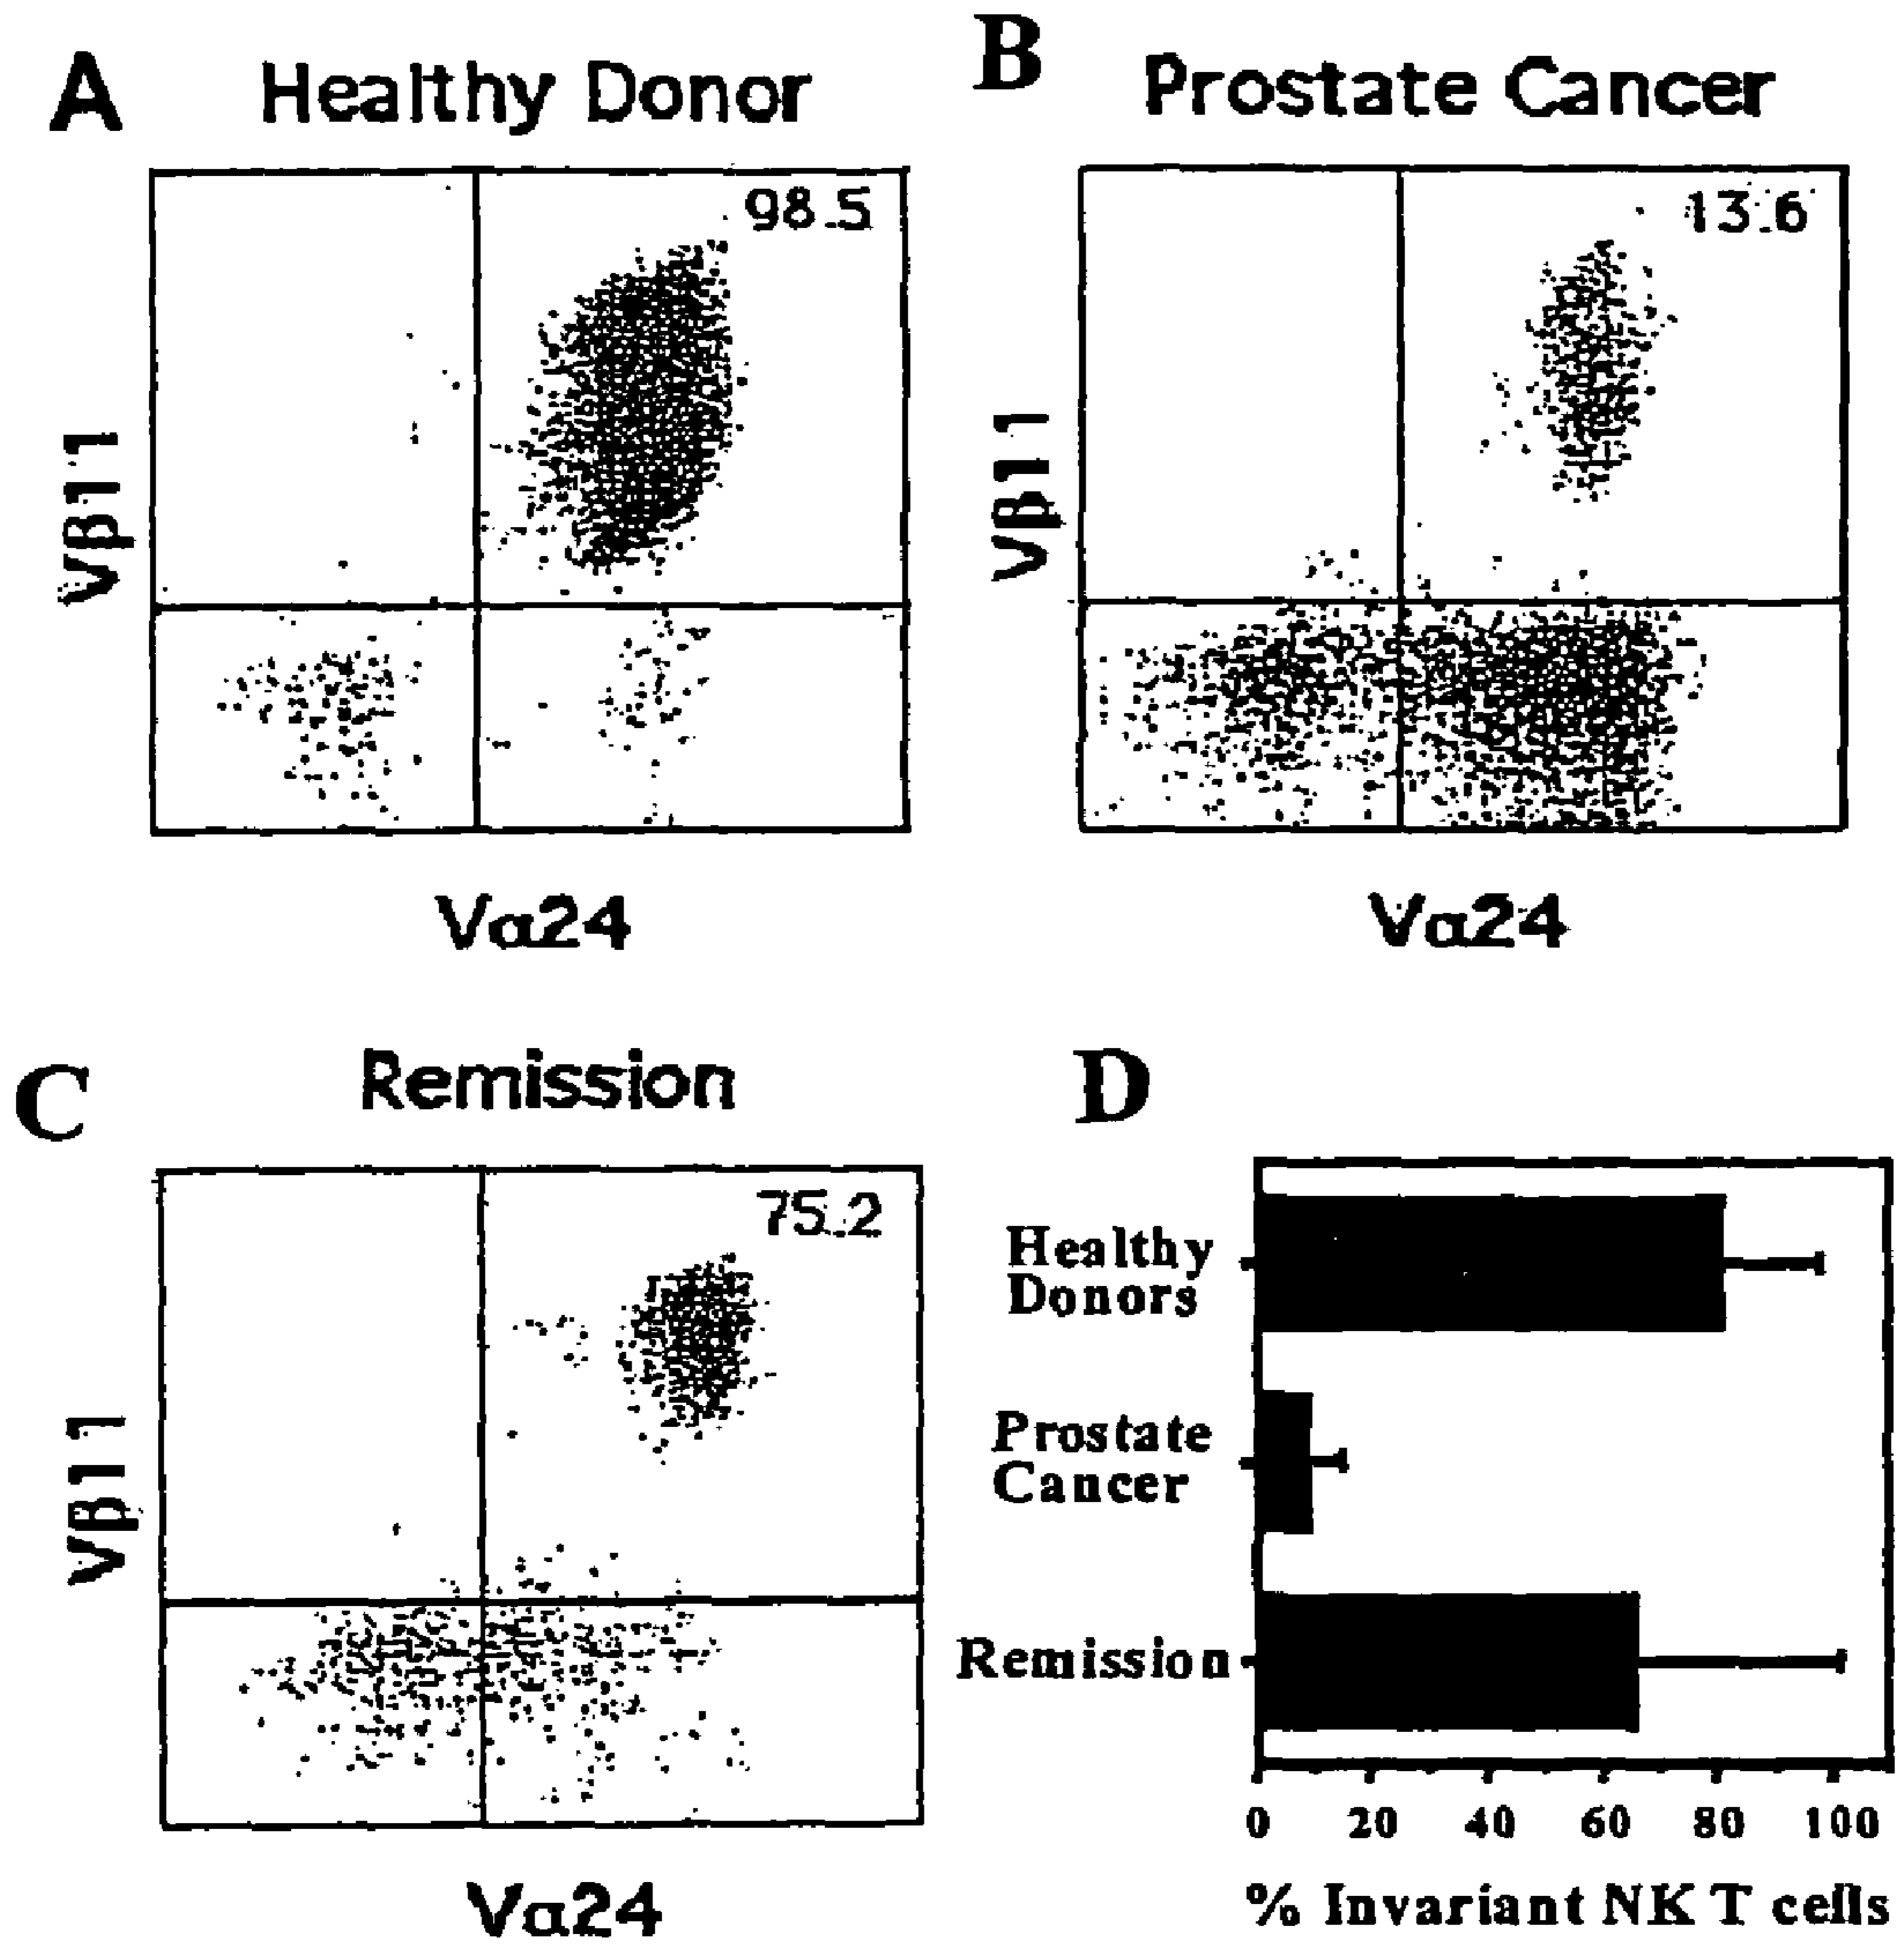 A
Healthy Donor
98.5
Vβ11
Vα24
B
Prostate Cancer
13.6
Vβ11
Vα24
C
Remission
75.2
Vβ11
Vα24
D
Healthy
Donors
Prostate
Cancer
Remission
0 20 40 60 80 100
% Invariant NK T cells